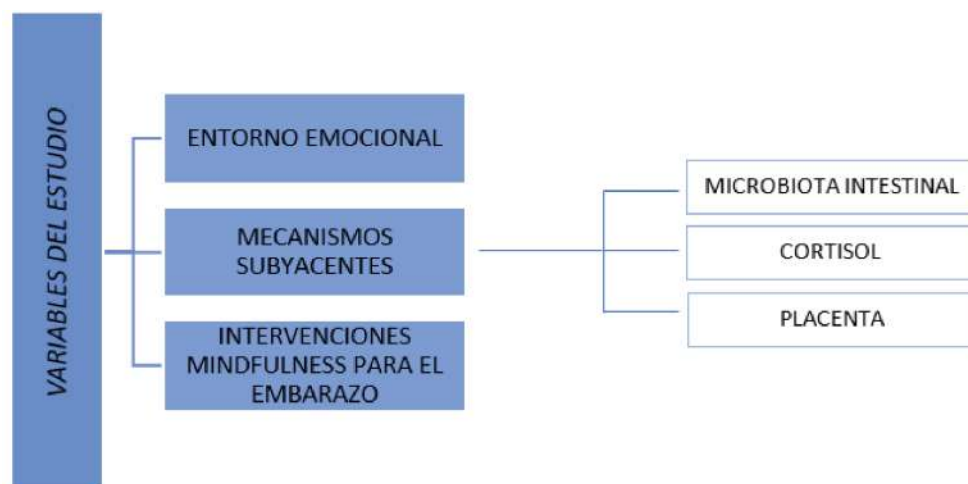 VARIABLES DEL ESTUDIO
ENTORNO EMOCIONAL
MECANISMOS
SUBYACENTES
INTERVENCIONES
MINDFULNESS PARA EL
EMBARAZO
MICROBIOTA INTESTINAL
CORTISOL
PLACENTA